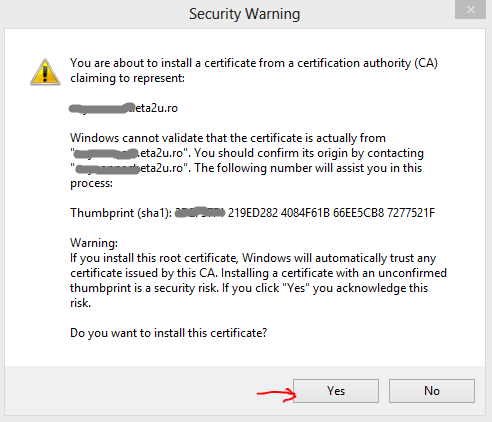 Security Warning
You are about to install a certificate from a certification authority (CA)
claiming to represent:
eta2u.ro
Windows cannot validate that the certificate is actually from
".eta2u.ro". You should confirm its origin by contacting
"eta2u.ro". The following number will assist you in this
process:
Thumbprint (sha1): 219ED282 4084F61B 66EE5CB8 7277521F
Warning:
If you install this root certificate, Windows will automatically trust any
certificate issued by this CA. Installing a certificate with an unconfirmed
thumbprint is a security risk. If you click "Yes" you acknowledge this
risk.
Do you want to install this certificate?
Yes No